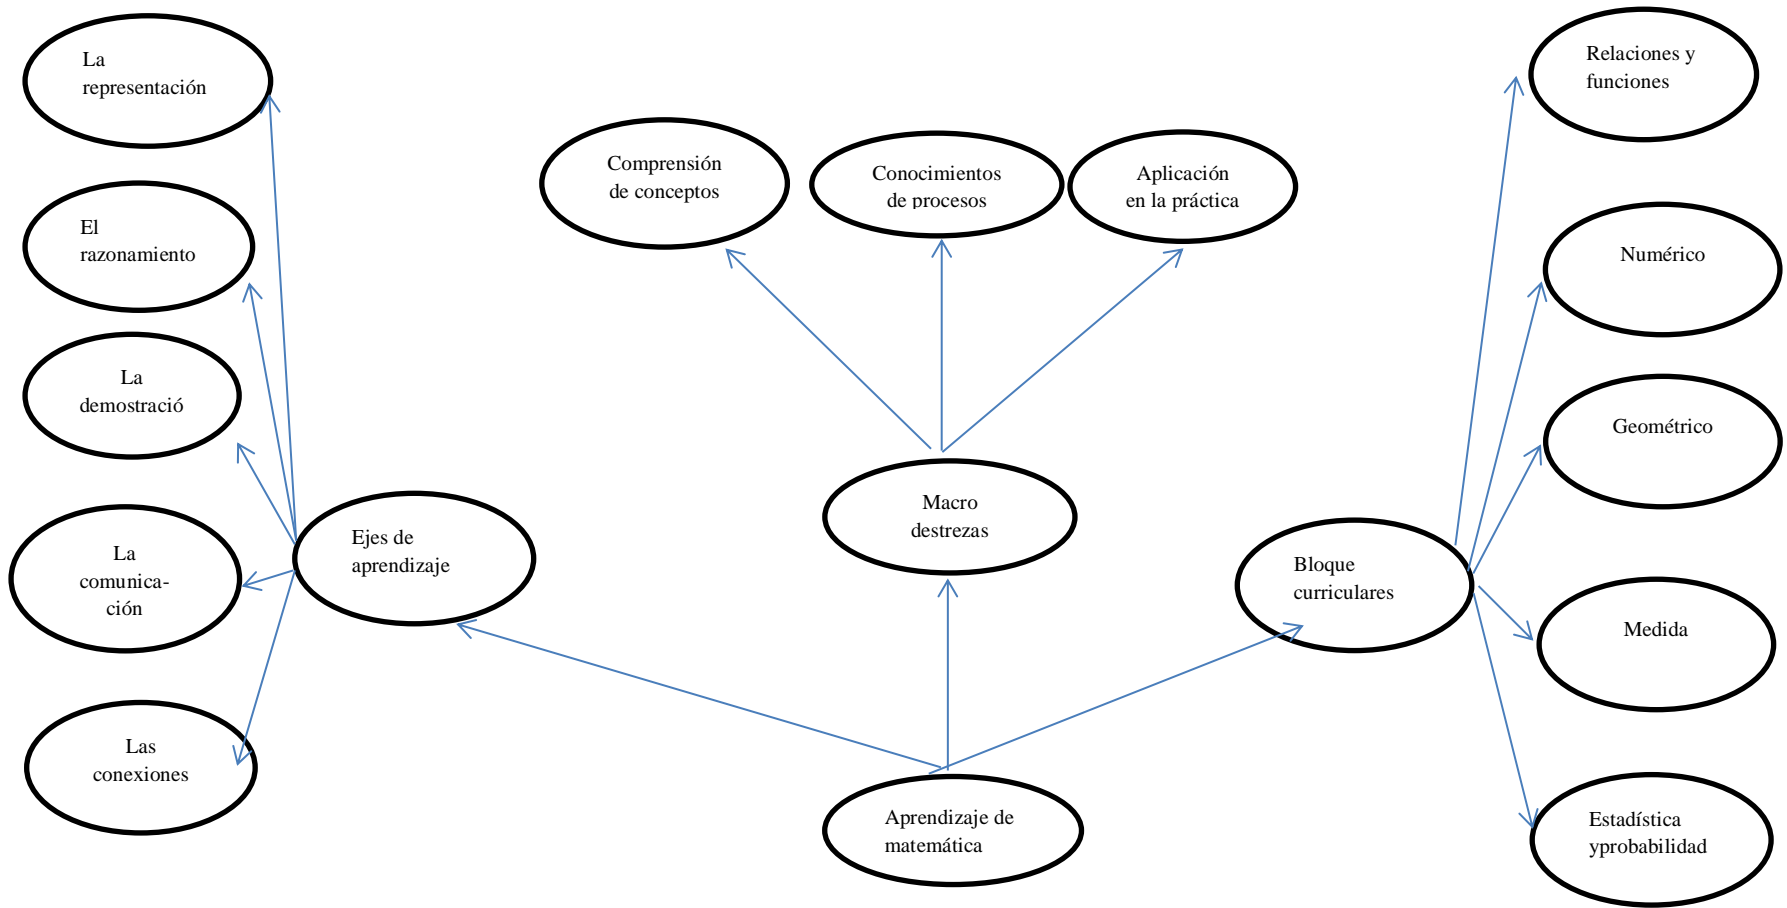 La
representación
El
razonamiento
La
demostració
La
comunica-
ción
Las
conexiones
Ejes de
aprendizaje
Comprensión
de conceptos
Conocimientos
de procesos
Aplicación
en la práctica
Macro
destrezas
Aprendizaje de
matemática
Bloque
curriculares
Relaciones y
funciones
Numérico
Geométrico
Medida
Estadística
yprobabilidad